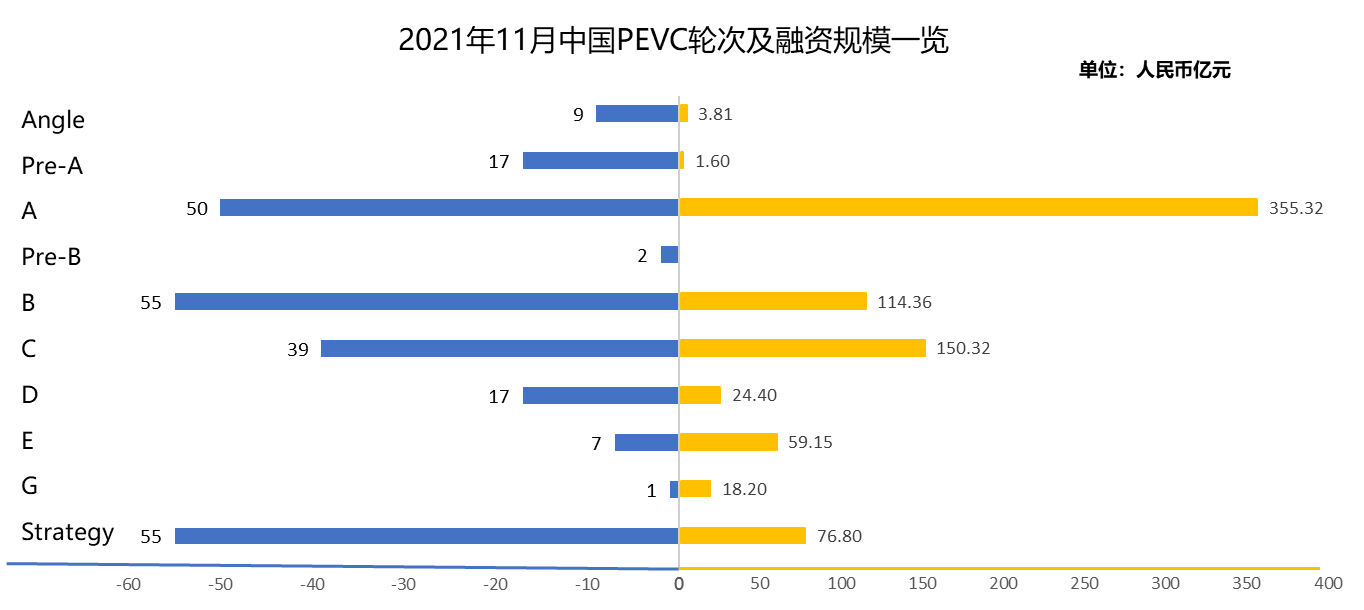 2021年11月中国PEVC轮次及融资规模一览
单位：人民币亿元
Angle 9 3.81
Pre-A 17 1.60
A 50 355.32
Pre-B 2
B 55 114.36
C 39 150.32
D 17 24.40
E 7 59.15
G 1 18.20
Strategy 55 76.80
-60 -50 -40 -30 -20 -10 0 50 100 150 200 250 300 350 400